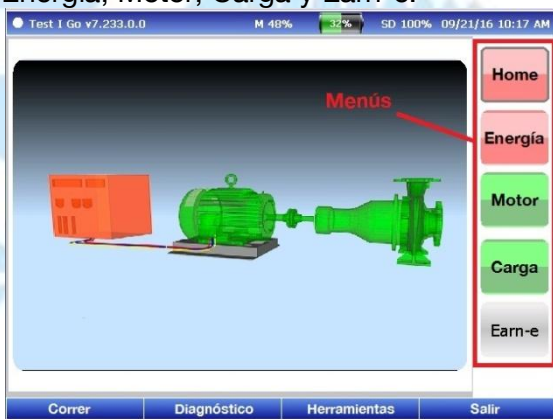 Energía, Motor, Carga y Earn-e.
Test I Go v7.233.0.0 M 48% 32% SD 100% 09/21/16 10:17 AM
Home
Menús
Energía
Motor
Carga
Earn-e
Correr Diagnóstico Herramientas Salir